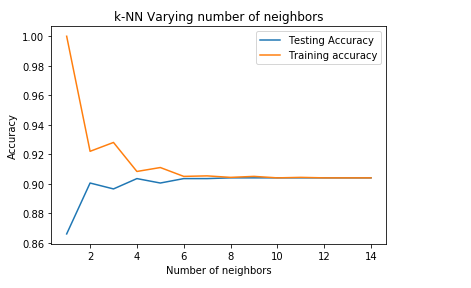 k-NN Varying number of neighbors
Testing Accuracy
Training accuracy
1.00
0.98
0.96
0.94
0.92
0.90
0.88
0.86
Accuracy
2 4 6 8 10 12 14
Number of neighbors